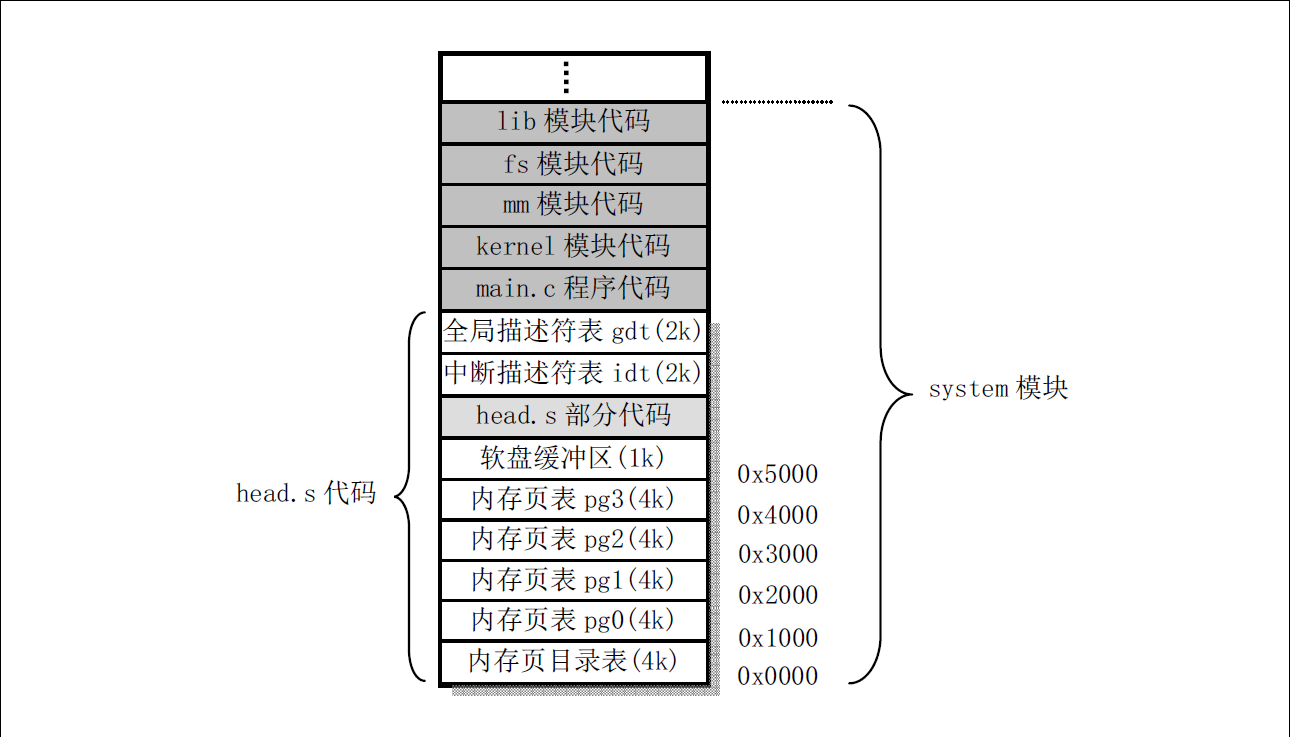 lib 模块代码
fs 模块代码
mm 模块代码
kernel 模块代码
main.c 程序代码
全局描述符表 gdt(2k)
中断描述符表 idt(2k)
head.s 部分代码
软盘缓冲区(1k)
内存页表 pg3(4k)
内存页表 pg2(4k)
内存页表 pg1(4k)
内存页表 pg0(4k)
内存页目录表(4k)
head.s 代码
0x5000
0x4000
0x3000
0x2000
0x1000
0x0000
system 模块